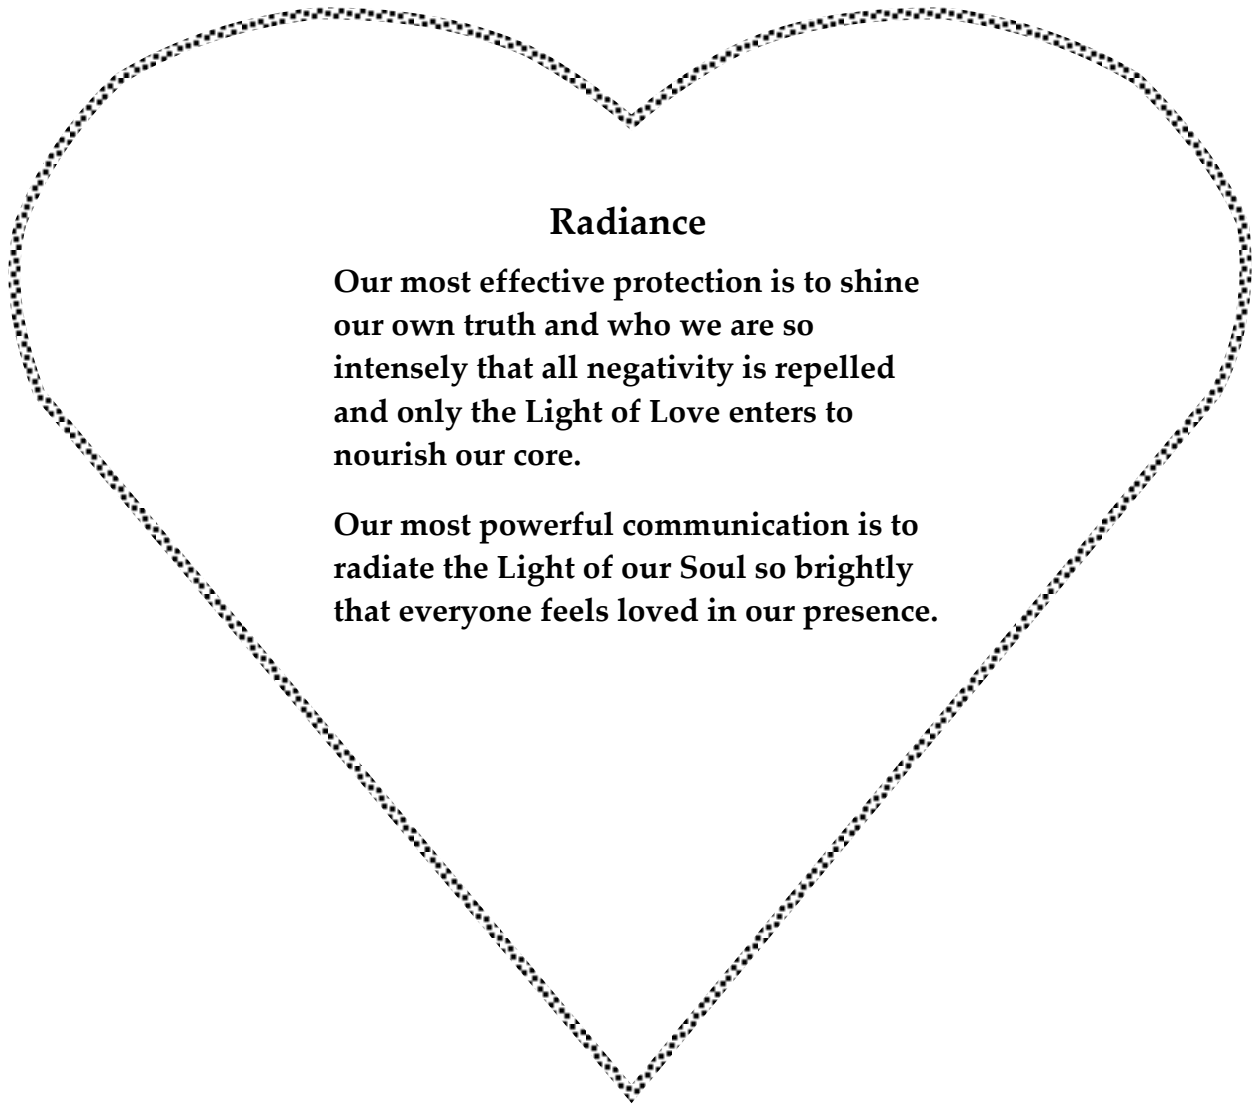 Radiance
Our most effective protection is to shine
our own truth and who we are so
intensely that all negativity is repelled
and only the Light of Love enters to
nourish our core.
Our most powerful communication is to
radiate the Light of our Soul so brightly
that everyone feels loved in our presence.